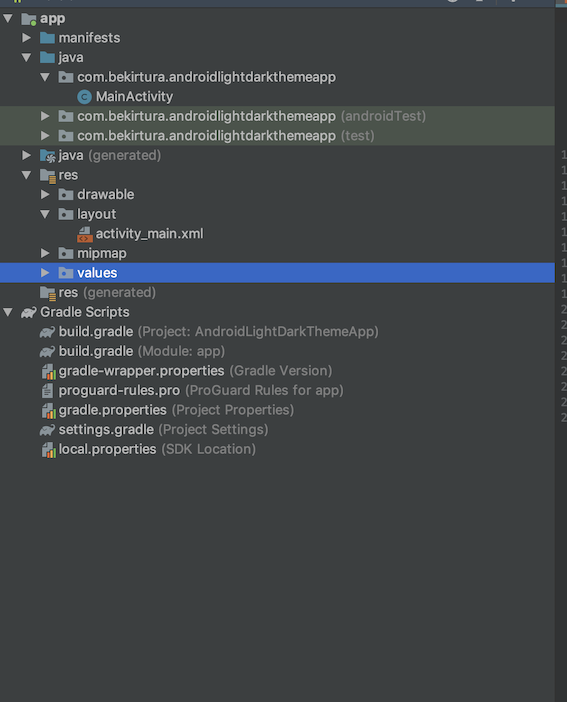 app
manifests
java
com.bekirtura.androidlightdarkthemeapp
MainActivity
com.bekirtura.androidlightdarkthemeapp (androidTest)
com.bekirtura.androidlightdarkthemeapp (test)
java (generated)
res
drawable
layout
activity_main.xml
mipmap
values
res (generated)
Gradle Scripts
build.gradle (Project: AndroidLightDarkThemeApp)
build.gradle (Module: app)
gradle-wrapper.properties (Gradle Version)
proguard-rules.pro (ProGuard Rules for app)
gradle.properties (Project Properties)
settings.gradle (Project Settings)
local.properties (SDK Location)